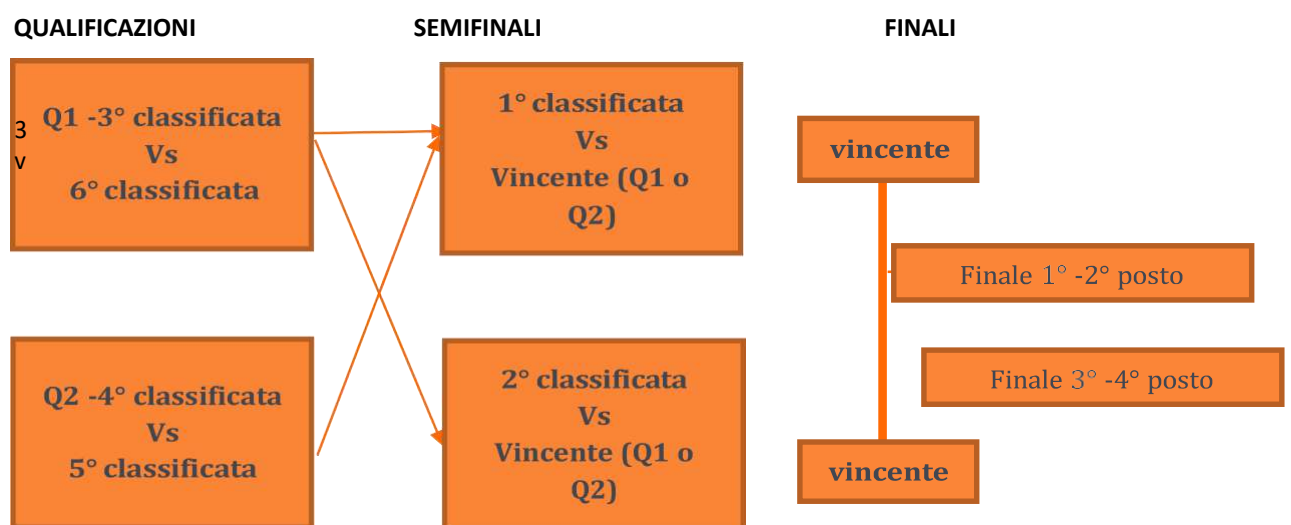 QUALIFICAZIONI
SEMIFINALI
FINALI
3
v
Q1 -3° classificata
Vs
6° classificata
1° classificata
Vs
Vincente (Q1 o
Q2)
vincente
Finale 1° -2° posto
Q2 -4° classificata
Vs
5° classificata
2° classificata
Vs
Vincente (Q1 o
Q2)
Finale 3° -4° posto
vincente